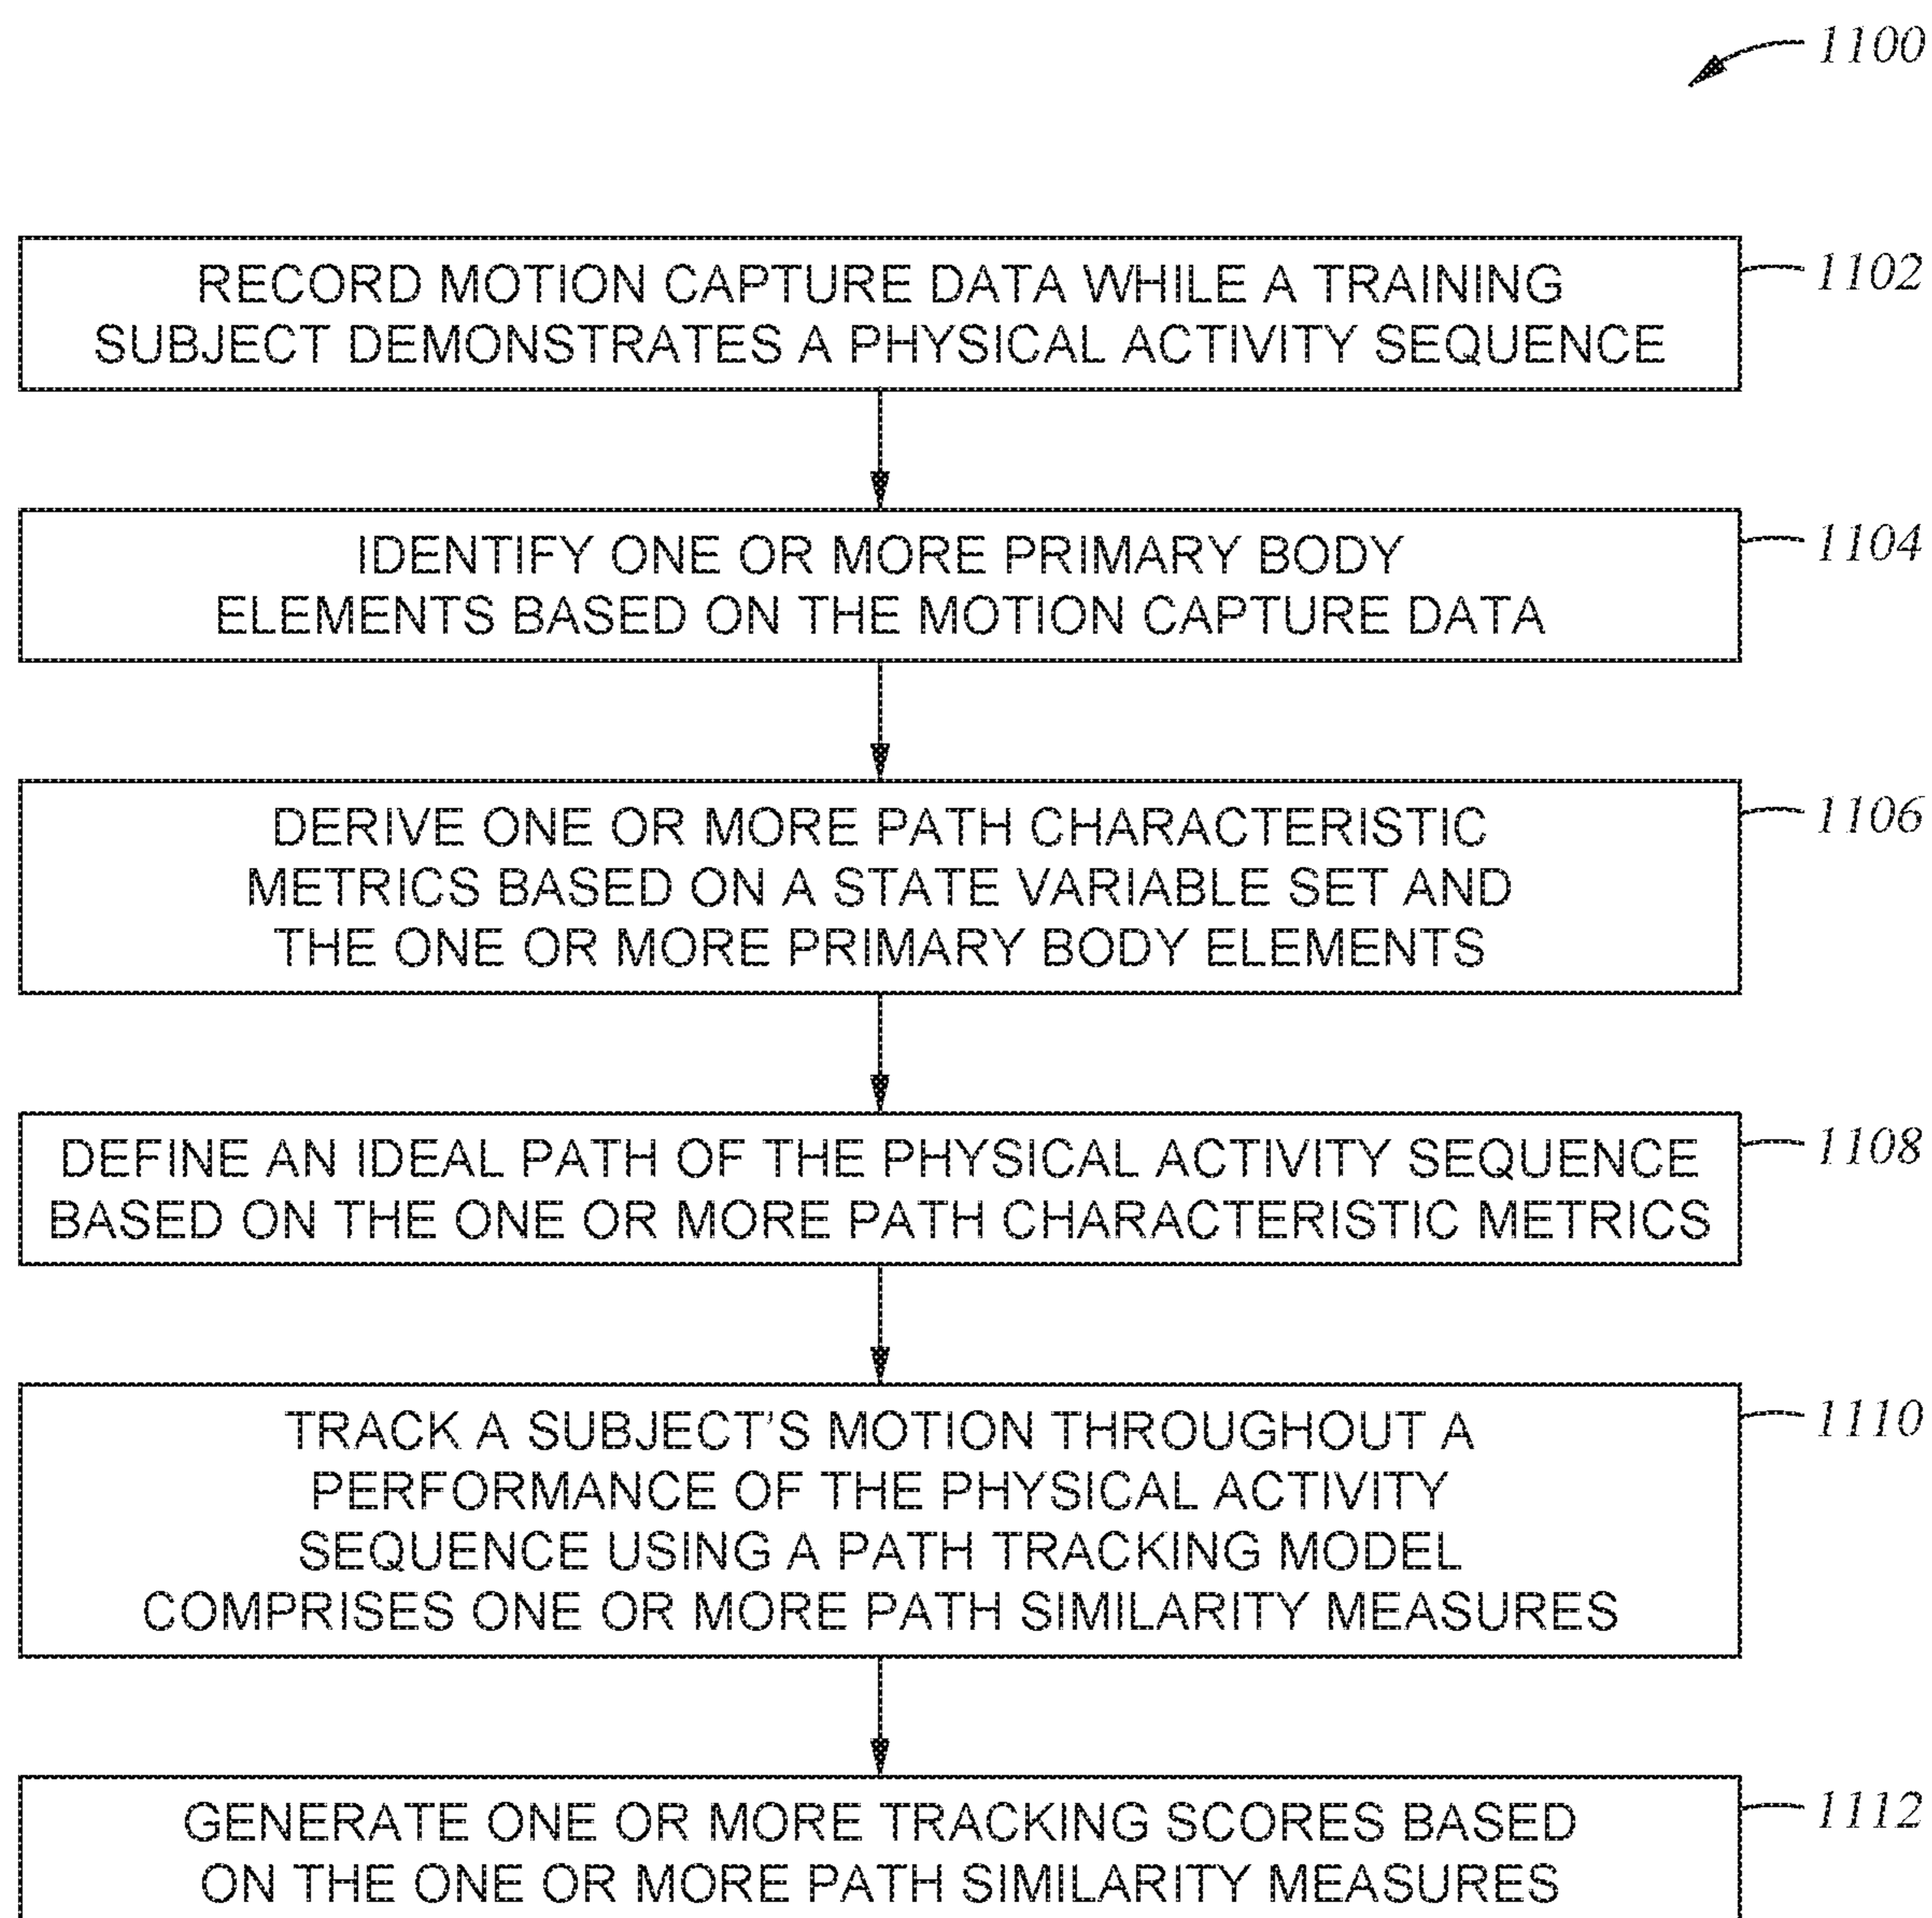 1100
RECORD MOTION CAPTURE DATA WHILE A TRAINING
SUBJECT DEMONSTRATES A PHYSICAL ACTIVITY SEQUENCE
1102
IDENTIFY ONE OR MORE PRIMARY BODY
ELEMENTS BASED ON THE MOTION CAPTURE DATA
1104
DERIVE ONE OR MORE PATH CHARACTERISTIC
METRICS BASED ON A STATE VARIABLE SET AND
THE ONE OR MORE PRIMARY BODY ELEMENTS
1106
DEFINE AN IDEAL PATH OF THE PHYSICAL ACTIVITY SEQUENCE
BASED ON THE ONE OR MORE PATH CHARACTERISTIC METRICS
1108
TRACK A SUBJECT'S MOTION THROUGHOUT A
PERFORMANCE OF THE PHYSICAL ACTIVITY
SEQUENCE USING A PATH TRACKING MODEL
COMPRISES ONE OR MORE PATH SIMILARITY MEASURES
1110
GENERATE ONE OR MORE TRACKING SCORES BASED
ON THE ONE OR MORE PATH SIMILARITY MEASURES
1112